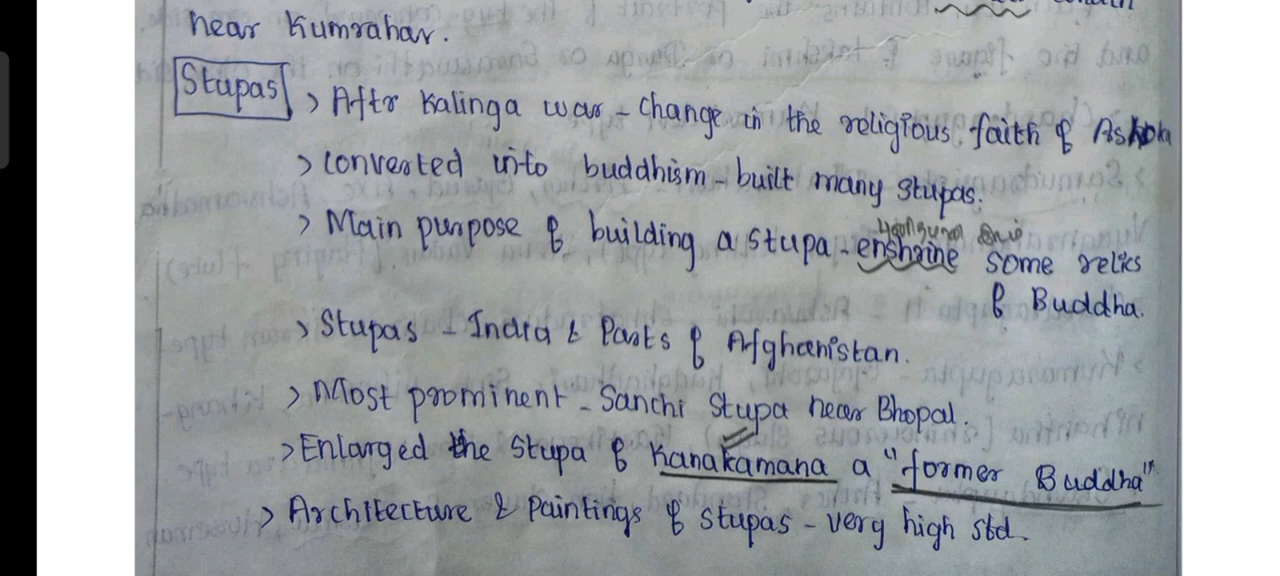 near Kumrahar.
Stupas > Aftr Kalinga war - Change in the religious faith of Ashoka
> converted into buddhism - built many stupas.
> Main purpose of building a stupa - enshrine some relics
of Buddha.
> Stupas - India & Parts of Afghanistan.
> Most prominent - Sanchi Stupa near Bhopal.
> Enlarged the Stupa of Kanakamana a "former Buddha"
> Architecture & Paintings of stupas - very high std.